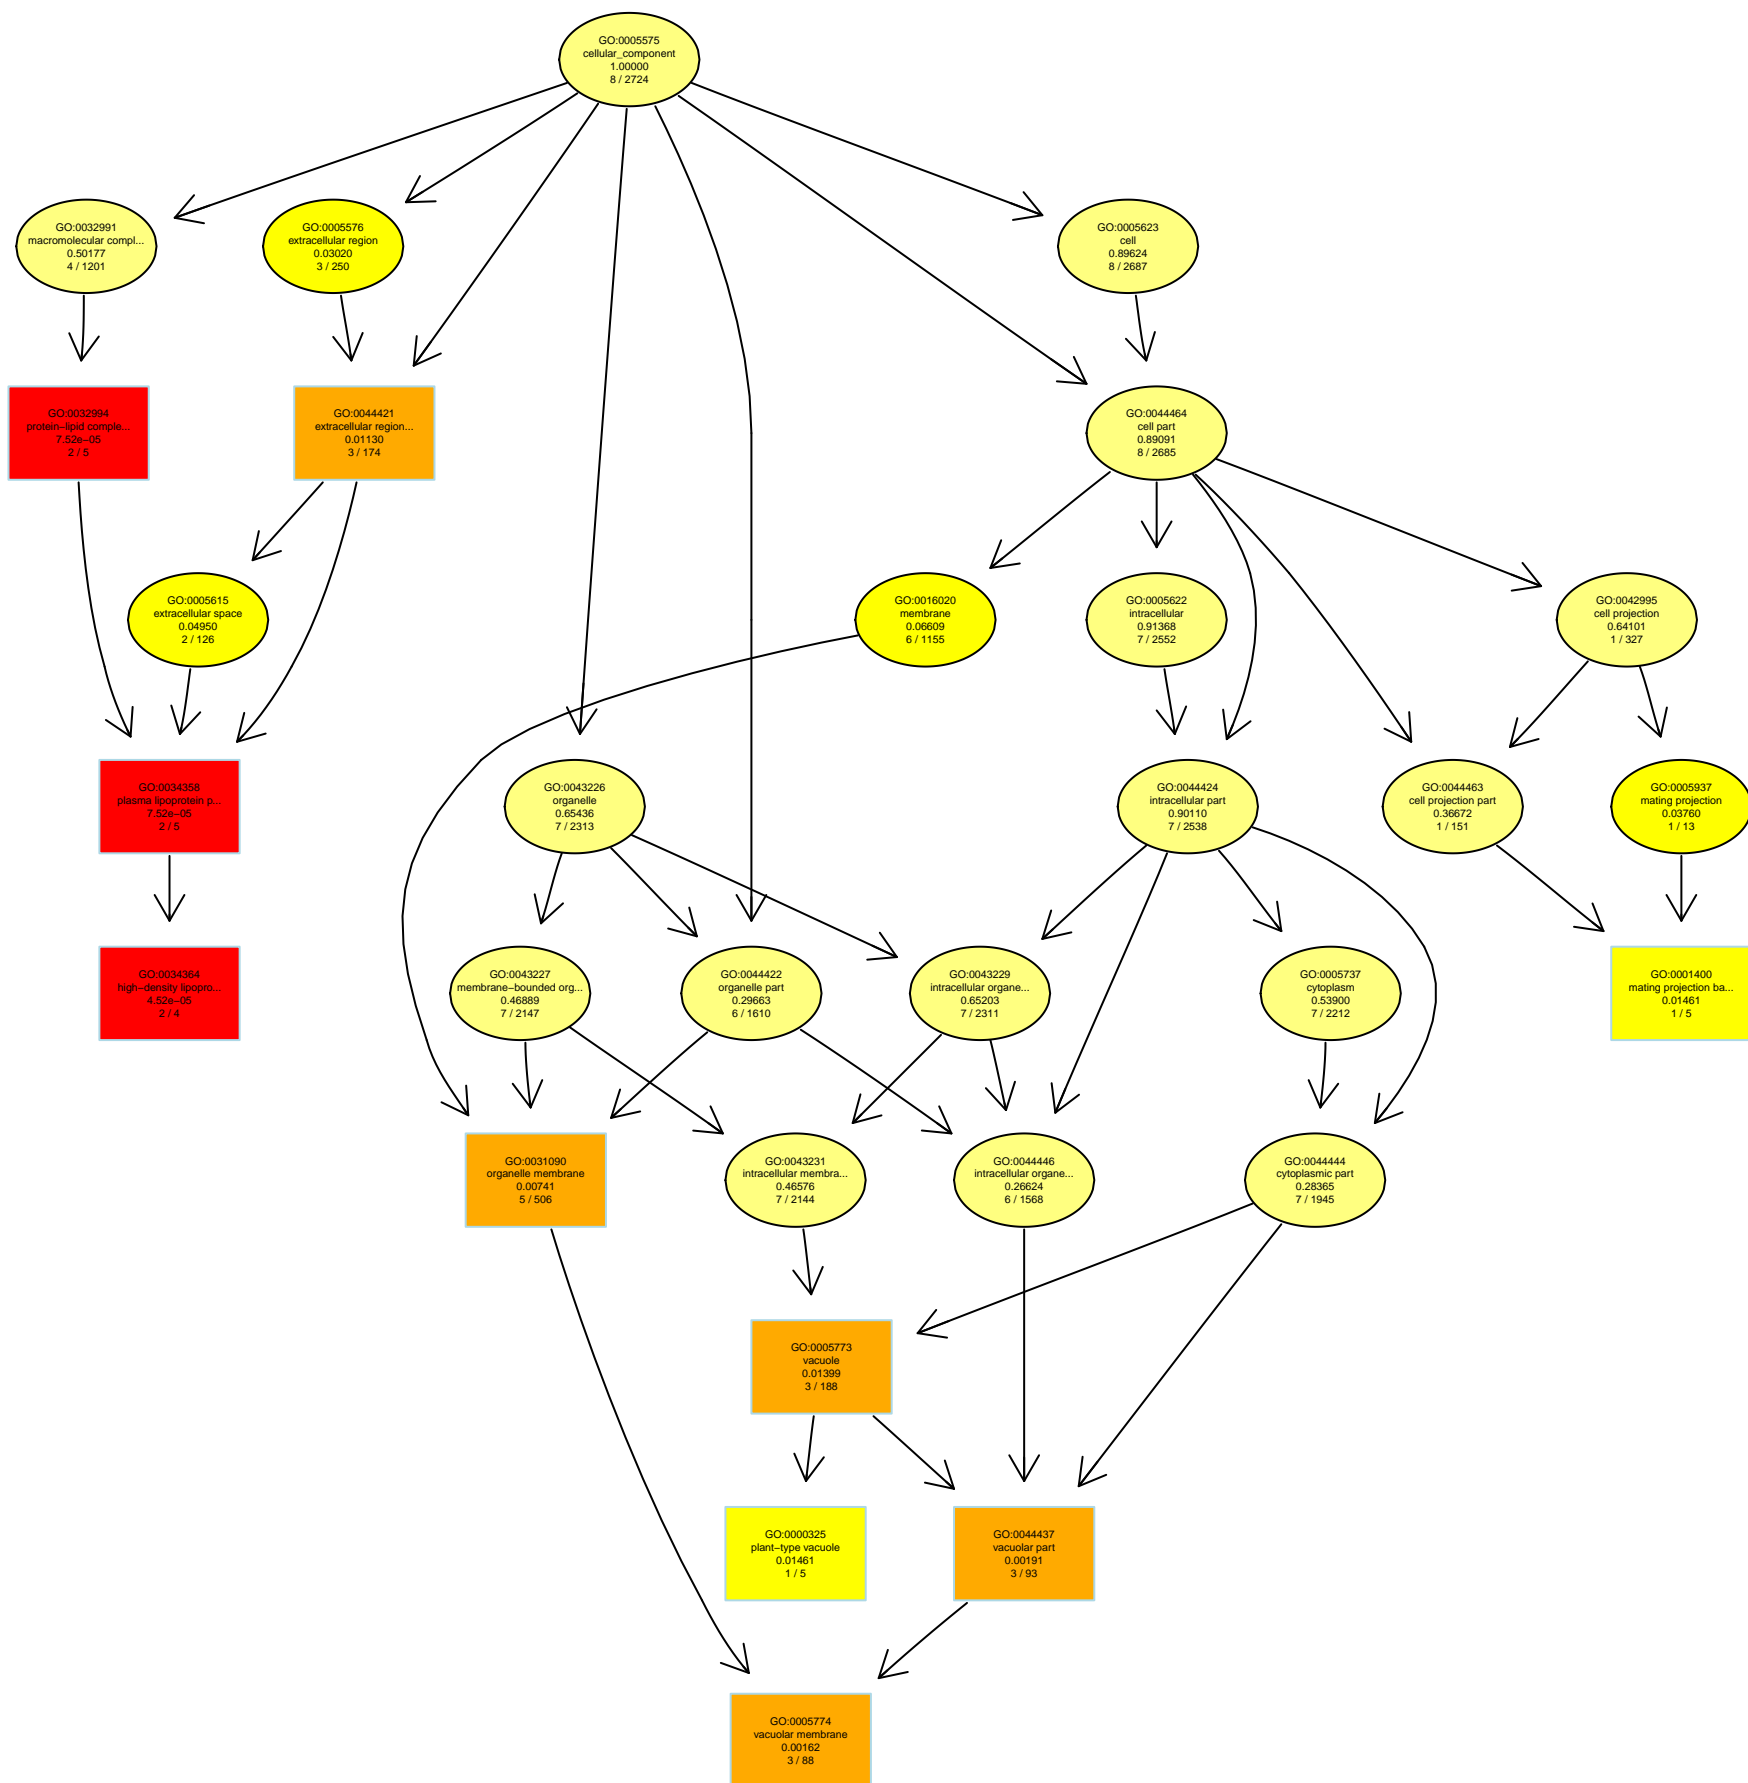 GO:0005575
cellular_component
1.00000
8 / 2724
GO:0032991
macromolecular compl...
0.50177
4 / 1201
GO:0005576
extracellular region
0.03020
3 / 250
GO:0005623
cell
0.89624
8 / 2687
GO:0032994
protein−lipid comple...
7.52e−05
2 / 5
GO:0044421
extracellular region...
0.01130
3 / 174
GO:0044464
cell part
0.89091
8 / 2685
GO:0005615
extracellular space
0.04950
2 / 126
GO:0016020
membrane
0.06609
6 / 1155
GO:0005622
intracellular
0.91368
7 / 2552
GO:0042995
cell projection
0.64101
1 / 327
GO:0034358
plasma lipoprotein p...
7.52e−05
2 / 5
GO:0043226
organelle
0.65436
7 / 2313
GO:0044424
intracellular part
0.90110
7 / 2538
GO:0044463
cell projection part
0.36672
1 / 151
GO:0005937
mating projection
0.03760
1 / 13
GO:0034364
high−density lipopro...
4.52e−05
2 / 4
GO:0043227
membrane−bounded org...
0.46889
7 / 2147
GO:0044422
organelle part
0.29663
6 / 1610
GO:0043229
intracellular organe...
0.65203
7 / 2311
GO:0005737
cytoplasm
0.53900
7 / 2212
GO:0001400
mating projection ba...
0.01461
1 / 5
GO:0031090
organelle membrane
0.00741
5 / 506
GO:0043231
intracellular membra...
0.46576
7 / 2144
GO:0044446
intracellular organe...
0.26624
6 / 1568
GO:0044444
cytoplasmic part
0.28365
7 / 1945
GO:0005773
vacuole
0.01399
3 / 188
GO:0000325
plant−type vacuole
0.01461
1 / 5
GO:0044437
vacuolar part
0.00191
3 / 93
GO:0005774
vacuolar membrane
0.00162
3 / 88